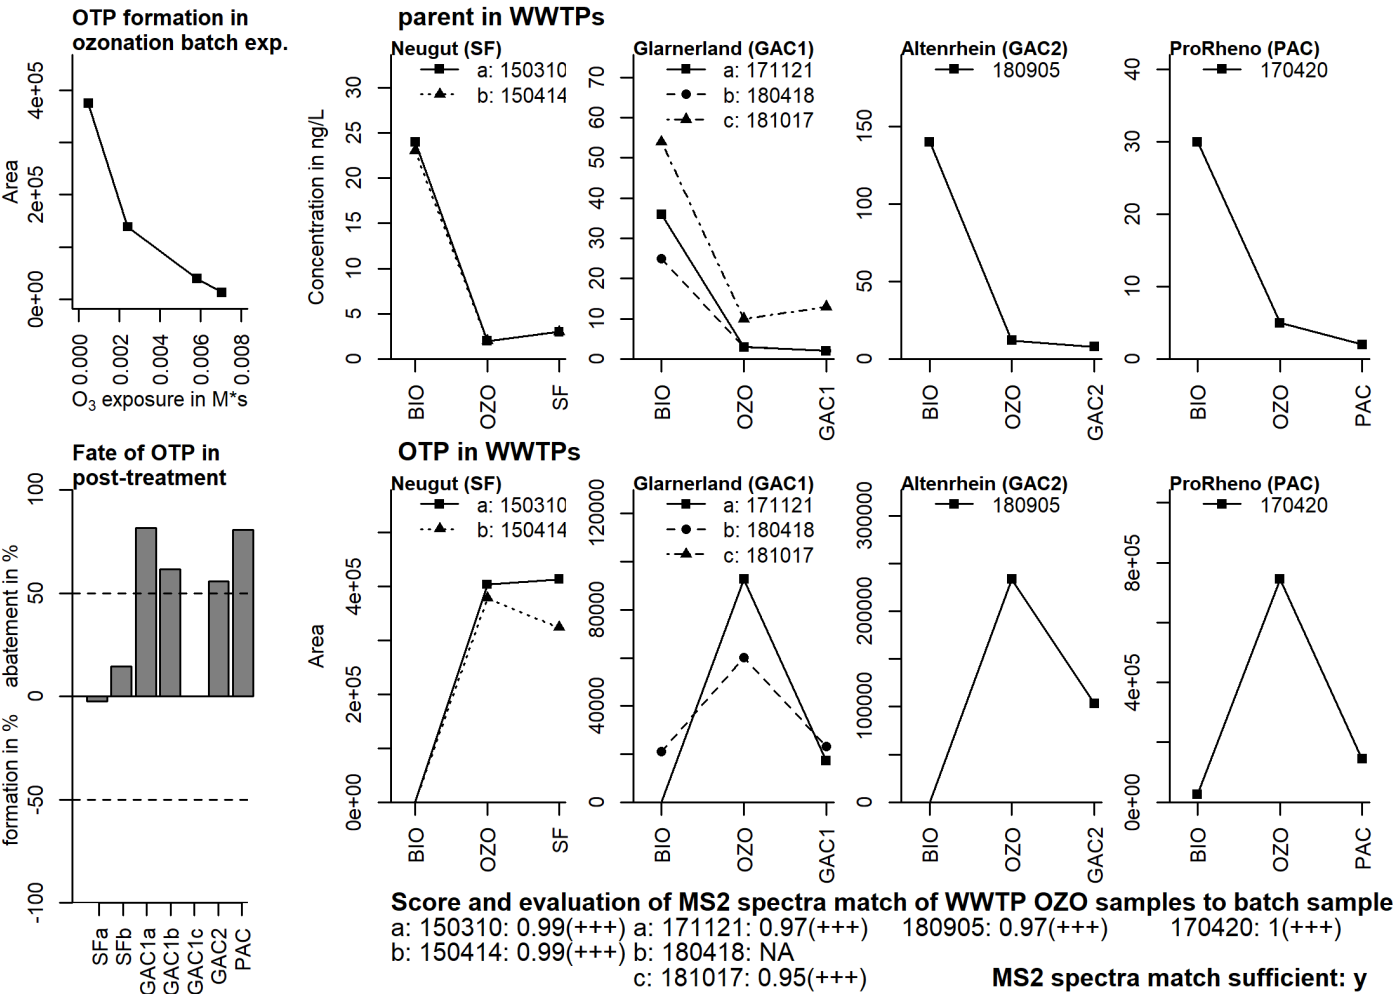 OTP formation in
ozonation batch exp.
Area
0e+00 2e+05 4e+05
0.000 0.002 0.004 0.006 0.008
O3 exposure in M*s
parent in WWTPs
Concentration in ng/L
Neugut (SF)
a: 150310
b: 150414
0 5 10 15 20 25 30
BIO OZO SF
Glarnerland (GAC1)
a: 171121
b: 180418
c: 181017
0 10 20 30 40 50 60 70
BIO OZO GAC1
Altenrhein (GAC2)
180905
0 50 100 150
BIO OZO GAC2
ProRheno (PAC)
170420
0 10 20 30 40
BIO OZO PAC
Fate of OTP in
post-treatment
formation in % abatement in %
-100 -50 0 50 100
SFa SFb GAC1a GAC1b GAC1c GAC2 PAC
OTP in WWTPs
Area
Neugut (SF)
a: 150310
b: 150414
0e+00 2e+05 4e+05
BIO OZO SF
Glarnerland (GAC1)
a: 171121
b: 180418
c: 181017
0 40000 80000 120000
BIO OZO GAC1
Altenrhein (GAC2)
180905
0 100000 200000 300000
BIO OZO GAC2
ProRheno (PAC)
170420
0e+00 4e+05 8e+05
BIO OZO PAC
Score and evaluation of MS2 spectra match of WWTP OZO samples to batch sample
a: 150310: 0.99(+++) a: 171121: 0.97(+++) 180905: 0.97(+++) 170420: 1(+++)
b: 150414: 0.99(+++) b: 180418: NA
c: 181017: 0.95(+++) MS2 spectra match sufficient: y